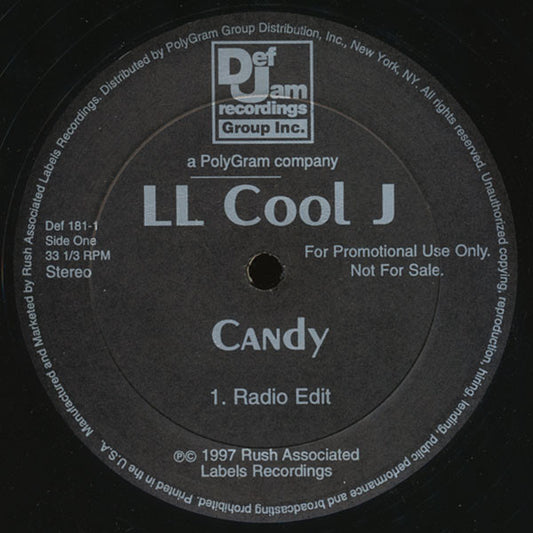 Def
Jam
recordings
Group Inc.
a PolyGram company
LL Cool J
Def 181-1
Side One
33 1/3 RPM
Stereo
For Promotional Use Only.
Not For Sale.
CANdy
1. Radio Edit
℗© 1997 Rush Associated
Labels Recordings
Manufactured and Marketed by Rush Associated Labels Recordings. Distributed by PolyGram Group Distribution, Inc., New York, NY. All rights reserved. Unauthorized copying, reproduction, hiring, lending, public performance and broadcasting prohibited. Printed in the U.S.A.